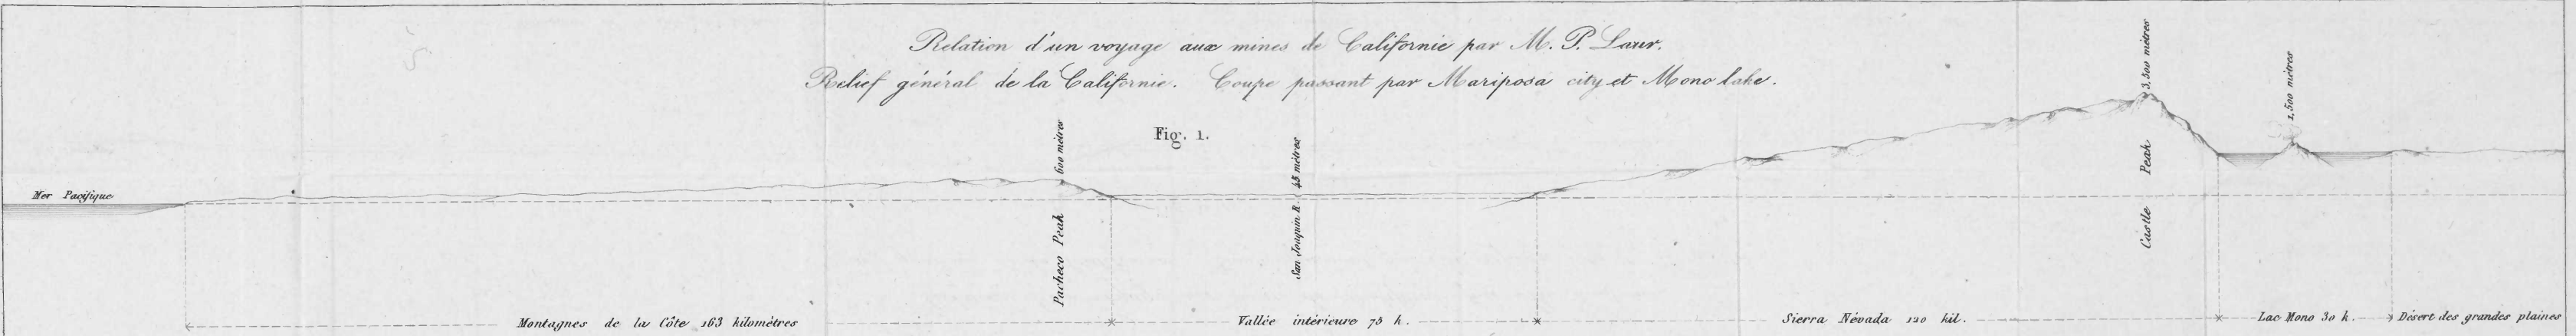 Relation d'un voyage aux mines de Californie par M. P. Laur.
Relief général de la Californie. Coupe passant par Mariposa city et Mono lake.
Fig. 1.
Mer Pacifique
600 mètres
Pacheco Peak
45 mètres
San Joaquin R.
3,500 mètres
Castle Peak
1,500 mètres
Montagnes de la Côte 163 kilomètres
Vallée intérieure 75 k.
Sierra Névada 120 kil.
Lac Mono 30 k.
Désert des grandes plaines